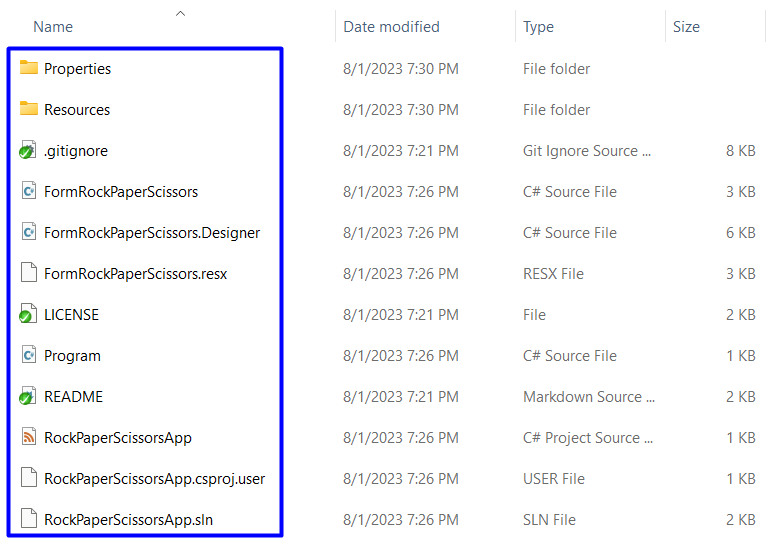 Name Date modified Type Size
Properties 8/1/2023 7:30 PM File folder
Resources 8/1/2023 7:30 PM File folder
.gitignore 8/1/2023 7:21 PM Git Ignore Source ... 8 KB
FormRockPaperScissors 8/1/2023 7:26 PM C# Source File 3 KB
FormRockPaperScissors.Designer 8/1/2023 7:26 PM C# Source File 6 KB
FormRockPaperScissors.resx 8/1/2023 7:26 PM RESX File 3 KB
LICENSE 8/1/2023 7:21 PM File 2 KB
Program 8/1/2023 7:26 PM C# Source File 1 KB
README 8/1/2023 7:21 PM Markdown Source ... 2 KB
RockPaperScissorsApp 8/1/2023 7:26 PM C# Project Source ... 1 KB
RockPaperScissorsApp.csproj.user 8/1/2023 7:26 PM USER File 1 KB
RockPaperScissorsApp.sln 8/1/2023 7:26 PM SLN File 2 KB